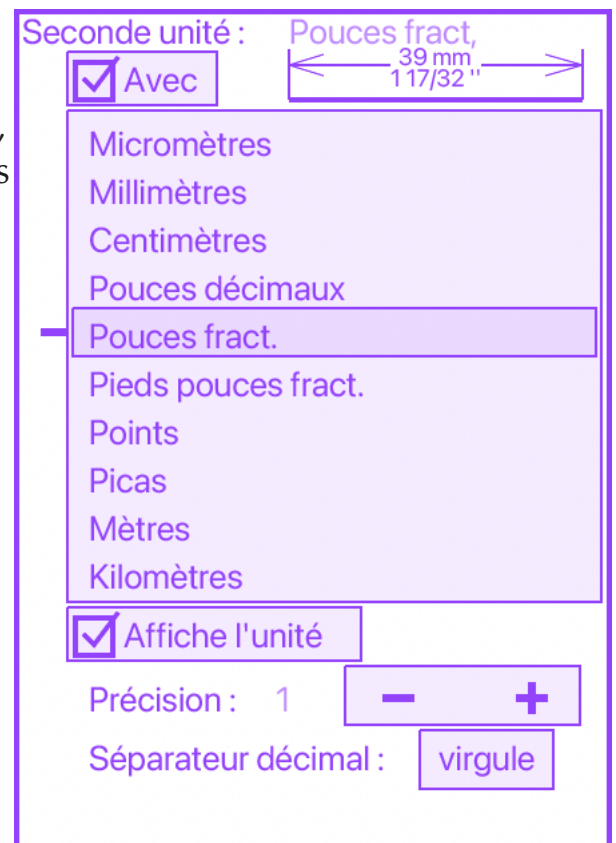 Seconde unité : Pouces fract,
39 mm
1 17/32 ''
Avec
Micromètres
Millimètres
Centimètres
Pouces décimaux
Pouces fract.
Pieds pouces fract.
Points
Picas
Mètres
Kilomètres
Affiche l'unité
Précision : 1 − +
Séparateur décimal : virgule